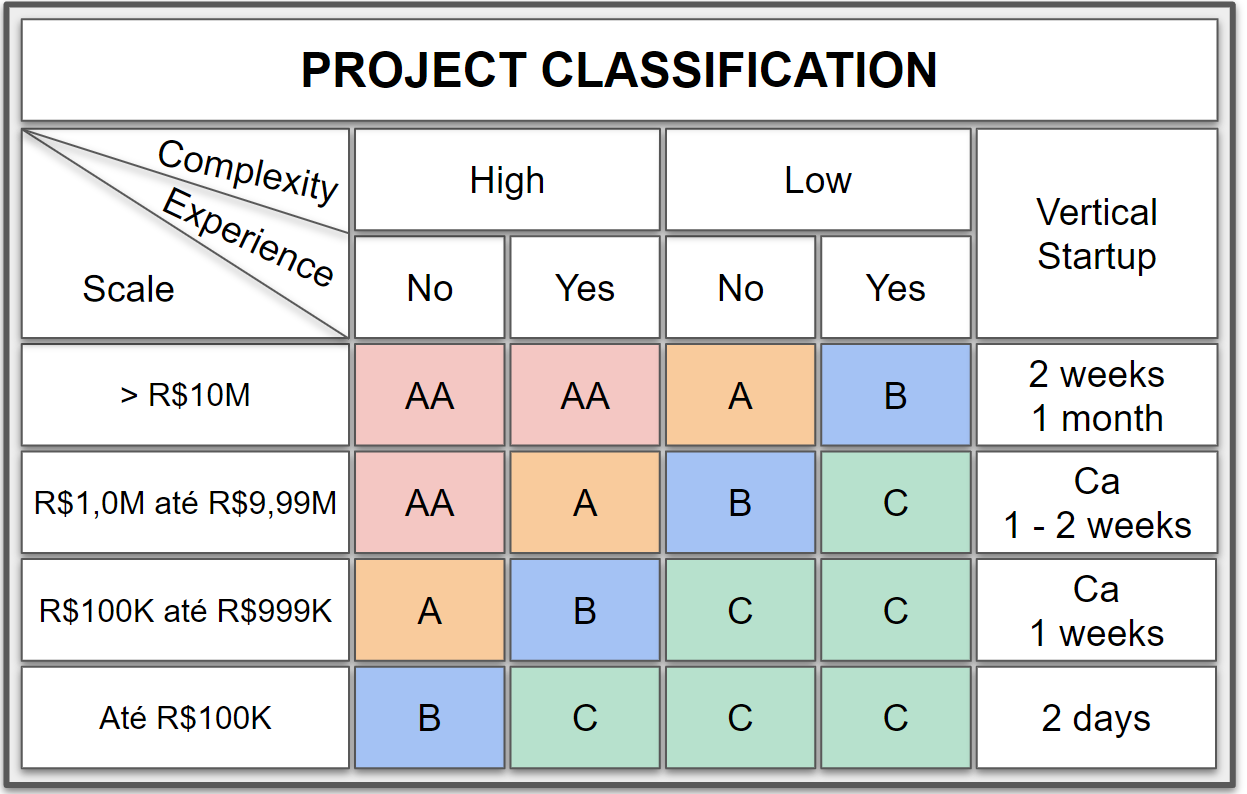 PROJECT CLASSIFICATION
Complexity
Experience
Scale
High
Low
Vertical
Startup
No
Yes
No
Yes
> R$10M
AA
AA
A
B
2 weeks
1 month
R$1,0M até R$9,99M
AA
A
B
C
Ca
1 - 2 weeks
R$100K até R$999K
A
B
C
C
Ca
1 weeks
Até R$100K
B
C
C
C
2 days